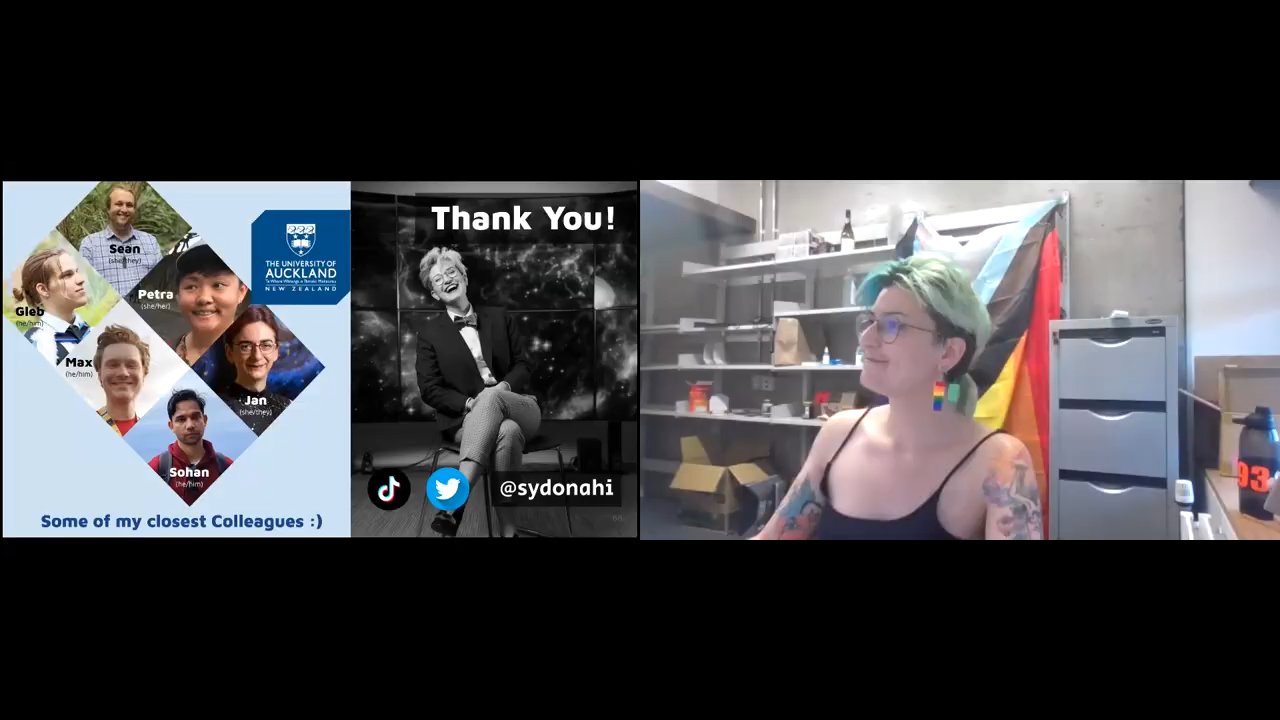 Sean
(she/they)
Petra
(she/her)
Gleb
(he/him)
Max
(he/him)
Jan
(she/they)
Sohan
(he/him)
THE UNIVERSITY OF
AUCKLAND
NEW ZEALAND
Some of my closest Colleagues :)
Thank You!
@sydonahi
93